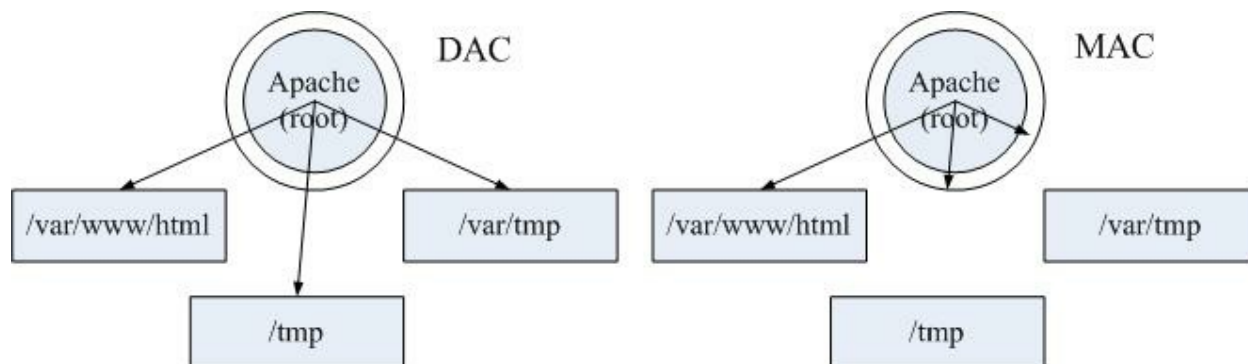 DAC
Apache
(root)
/var/www/html
/var/tmp
/tmp
MAC
Apache
(root)
/var/www/html
/var/tmp
/tmp